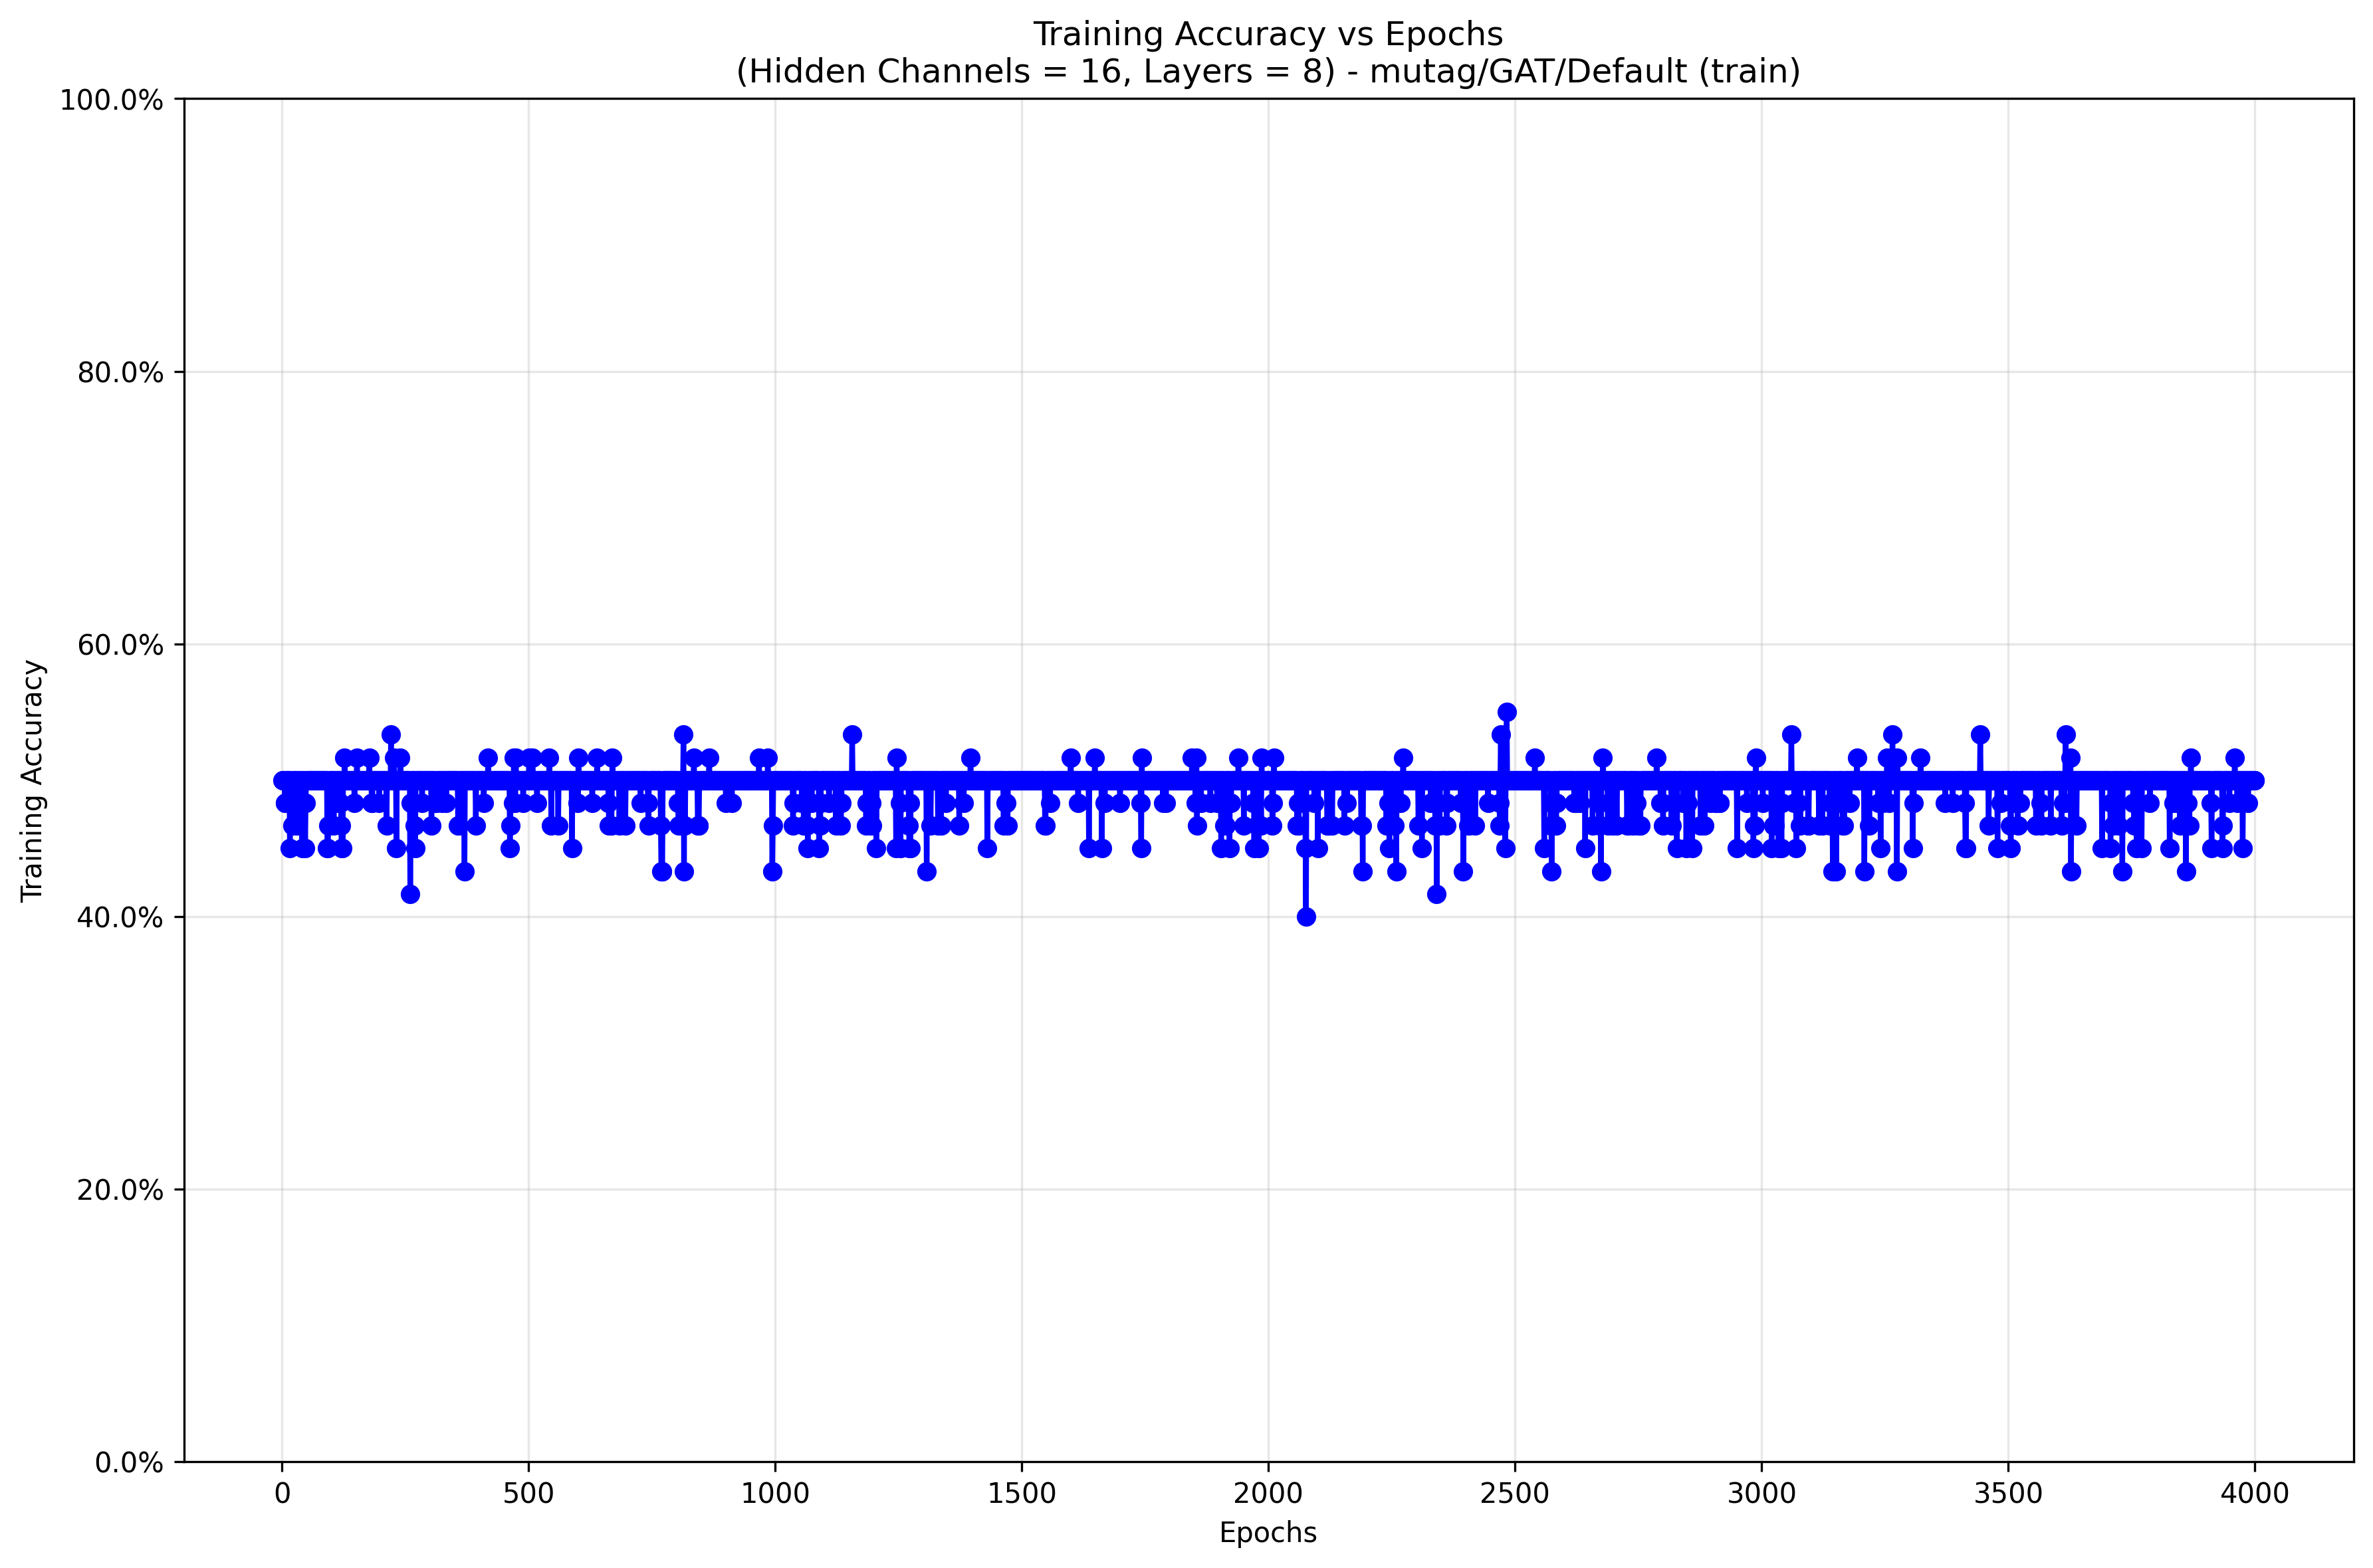 Training Accuracy vs Epochs
(Hidden Channels = 16, Layers = 8) - mutag/GAT/Default (train)
100.0%
80.0%
60.0%
40.0%
20.0%
0.0%
Training Accuracy
0 500 1000 1500 2000 2500 3000 3500 4000
Epochs